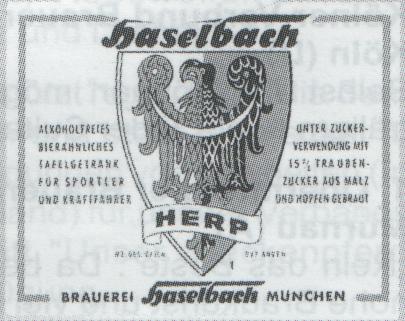 Haselbach
ALKOHOLFREIES
BIERÄHNLICHES
TAFELGETRÄNK
FÜR SPORTLER
UND KRAFTFAHRER
UNTER ZUCKER-
VERWENDUNG MIT
15% TRAUBEN-
ZUCKER AUS MALZ
UND HOPFEN GEBRAUT
HERP
BRAUEREI Haselbach MÜNCHEN